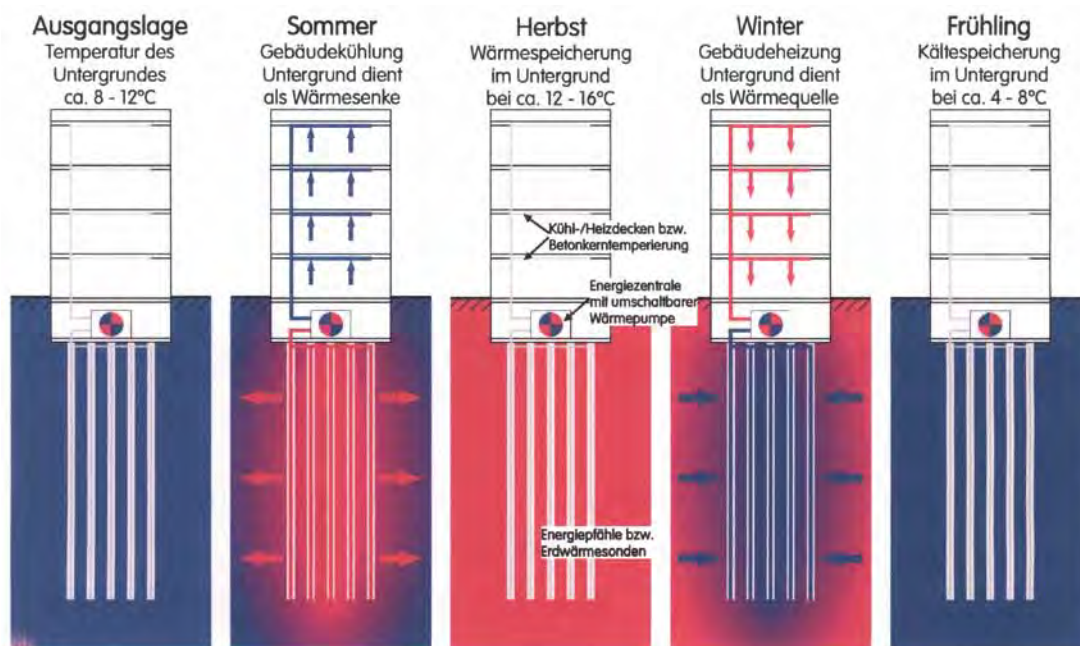 Ausgangslage
Temperatur des
Untergrundes
ca. 8 - 12°C
Sommer
Gebäudekühlung
Untergrund dient
als Wärmesenke
Herbst
Wärmespeicherung
im Untergrund
bei ca. 12 - 16°C
Winter
Gebäudeheizung
Untergrund dient
als Wärmequelle
Frühling
Kältespeicherung
im Untergrund
bei ca. 4 - 8°C
Kühl-/Heizdecken bzw.
Betonkerntemperierung
Energiezentrale
mit umschaltbarer
Wärmepumpe
Energiepfähle bzw.
Erdwärmesonden